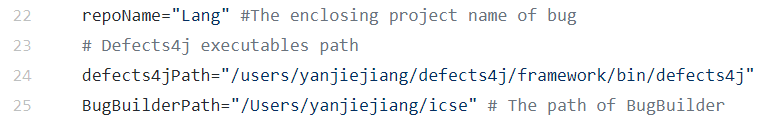 22 repoName="Lang" #The enclosing project name of bug
23 # Defects4j executables path
24 defects4jPath="/users/yanjiejiang/defects4j/framework/bin/defects4j"
25 BugBuilderPath="/Users/yanjiejiang/icse" # The path of BugBuilder